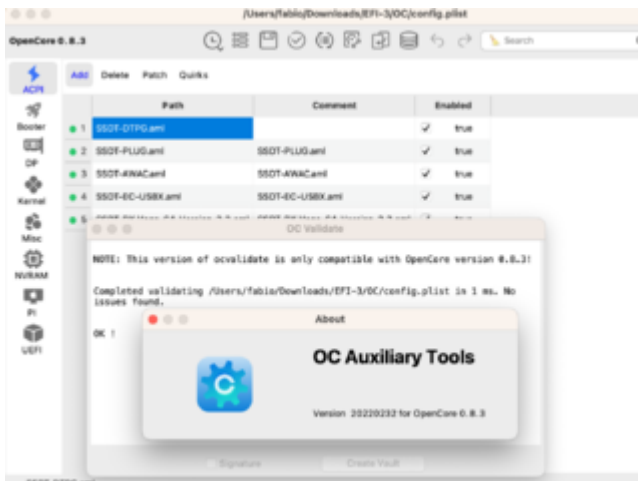 /Users/fabio/Downloads/EFI-3/OC/config.plist
OpenCore 0.8.3
Search
ACPI
Booter
DP
Kernel
Misc
NVRAM
PI
UEFI
Add Delete Patch Quirks
Path Comment Enabled
1 SSDT-DTPG.aml true
2 SSDT-PLUG.aml SSDT-PLUG.aml true
3 SSDT-AWAC.aml SSDT-AWAC.aml true
4 SSDT-EC-USBX.aml SSDT-EC-USBX.aml true
5
OC Validate
NOTE: This version of ocvalidate is only compatible with OpenCore version 0.8.3!
Completed validating /Users/fabio/Downloads/EFI-3/OC/config.plist in 1 ms. No
issues found.
OK !
About
OC Auxiliary Tools
Version 20220232 for OpenCore 0.8.3
Signature Create Vault